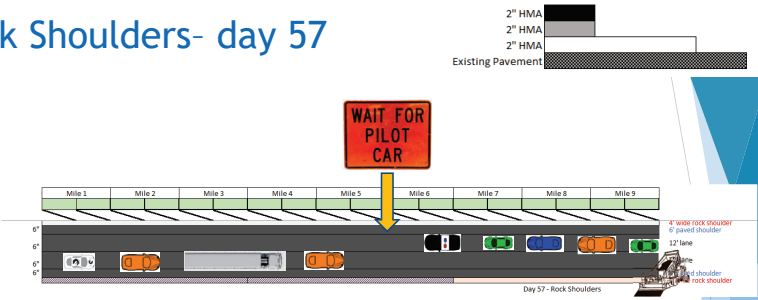 k Shoulders– day 57
2" HMA
2" HMA
2" HMA
Existing Pavement
WAIT FOR
PILOT
CAR
Mile 1 Mile 2 Mile 3 Mile 4 Mile 5 Mile 6 Mile 7 Mile 8 Mile 9
4' wide rock shoulder
6' paved shoulder
6"
12' lane
6"
lane
6"
shoulder
6"
rock shoulder
Day 57 - Rock Shoulders